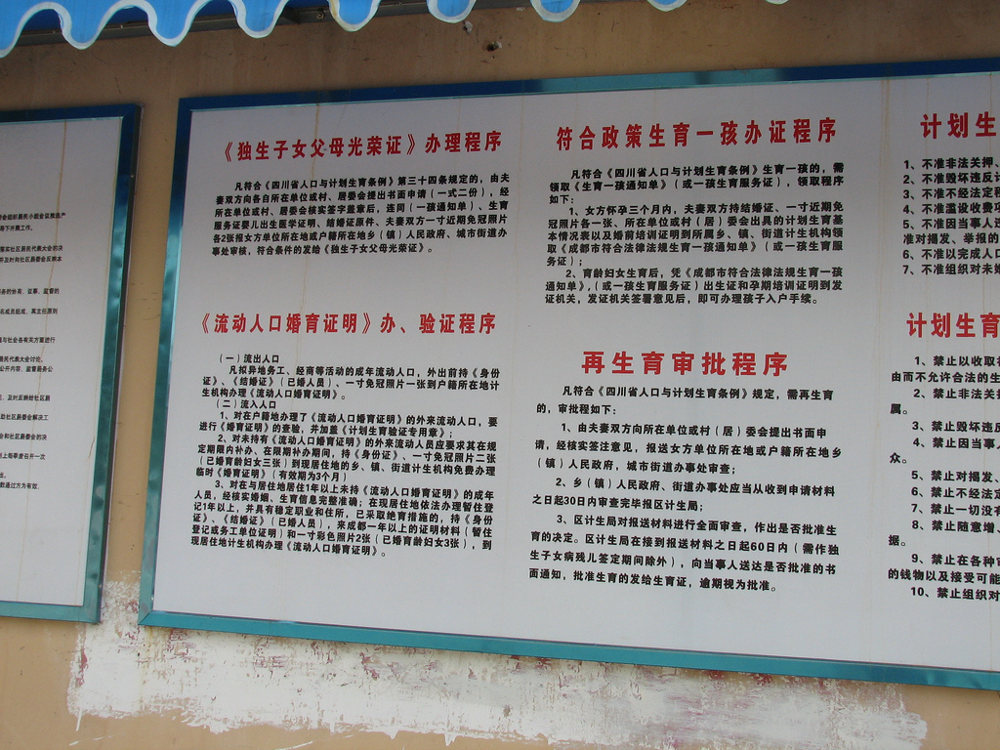 会组织居民小组会议推选产
导下开展工作。
落实社区居民代表大会的决
《独生子女父母光荣证》办理程序
凡符合《四川省人口与计划生育条例》第三十四条规定的，由夫
妻双方向各自所在单位或村、居委会提出书面申请（一式二份），经
所在单位或村、居委会核实签字盖章后，连同（一孩通知单）、生育
服务证婴儿出生医学证明、结婚证原件、夫妻双方一寸近期免冠照片
各2张报女方单位所在地或户籍所在地乡（镇）人民政府、城市街道办
事处审核，符合条件的发给《独生子女父母光荣证》。
《流动人口婚育证明》办、验证程序
（一）流出人口
凡拟异地务工、经商等活动的成年流动人口，外出前持《身份
证》、《结婚证》（已婚人员）、一寸免冠照片一张到户籍所在地计
生机构办理《流动人口婚育证明》。
（二）流入人口
1、对在户籍地办理了《流动人口婚育证明》的外来流动人口，要
进行《婚育证明》的查验，并加盖《计划生育验证专用章》；
2、对未持有《流动人口婚育证明》的外来流动人员应要求其在规
定期限内补办、在限期补办期间，持《身份证》、一寸免冠照片二张
（已婚育龄妇女三张）到现居住地的乡、镇、街道计生机构免费办理
临时《婚育证明》（有效期为3个月）
3、对在与居住地居住1年以上未持《流动人口婚育证明》的成年
人员，经核实婚姻、生育信息完整准确；在现居住地依法办理暂住登
记1年以上，并具有稳定职业和住所，已采取绝育措施的，持《身份
证》、《结婚证》（已婚人员），来成都一年以上的证明材料（暂住
登记或务工单位证明）和一寸彩色照片2张（已婚育龄妇女3张），到
现居住地计生机构办理《流动人口婚育证明》。
符合政策生育一孩办证程序
凡符合《四川省人口与计划生育条例》生育一孩的，需
领取《生育一孩通知单》（或一孩生育服务证），领取程序
如下：
1、女方怀孕三个月内，夫妻双方持结婚证、一寸近期免
冠照片各一张、所在单位或村（居）委会出具的计划生育基
本情况表以及婚前培训证明到所属乡、镇、街道计生机构领
取《成都市符合法律法规生育一孩通知单》（或一孩生育服
务证）；
2、育龄妇女生育后，凭《成都市符合法律法规生育一孩
通知单》，（或一孩生育服务证）出生证和孕期培训证明到发
证机关，发证机关签署意见后，即可办理孩子入户手续。
再生育审批程序
凡符合《四川省人口与计划生育条例》规定，需再生育
的，审批程如下：
1、由夫妻双方向所在单位或村（居）委会提出书面申
请，经核实签注意见，报送女方单位所在地或户籍所在地乡
（镇）人民政府，城市街道办事处审查；
2、乡（镇）人民政府、街道办事处应当从收到申请材料
之日起30日内审查完毕报区计生局；
3、区计生局对报送材料进行全面审查，作出是否批准生
育的决定。区计生局在接到报送材料之日起60日内（需作独
生子女病残儿签定期间除外），向当事人送达是否批准的书
面通知，批准生育的发给生育证，逾期视为批准。
计划生
1、不准非法关押、
2、不准毁坏违反计
3、不准不经法定程
4、不准滥设收费项
5、不准因当事人违
准对揭发、举报的
6、不准以完成人口
7、不准组织对未婚
计划生育
1、禁止以收取社
由而不允许合法的生
2、禁止非法关押
属。
3、禁止毁坏违反
4、禁止因当事人
众。
5、禁止对揭发、
6、禁止不经法定
7、禁止一切没有
8、禁止随意增、
据。
9、禁止在各种审
的钱物以及接受可能
10、禁止组织对